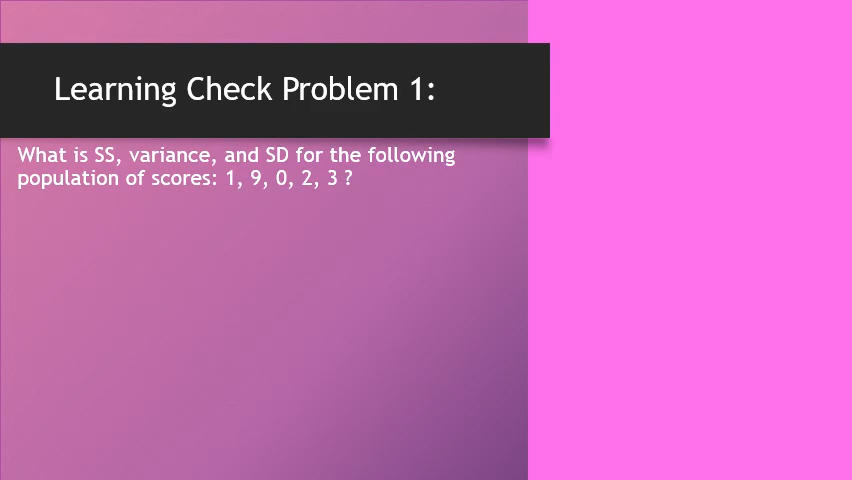 Learning Check Problem 1:
What is SS, variance, and SD for the following
population of scores: 1, 9, 0, 2, 3 ?